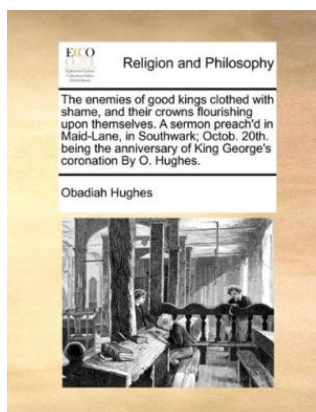 ECCO
Religion and Philosophy
The enemies of good kings clothed with
shame, and their crowns flourishing
upon themselves. A sermon preach'd in
Maid-Lane, in Southwark; Octob. 20th.
being the anniversary of King George's
coronation By O. Hughes.
Obadiah Hughes